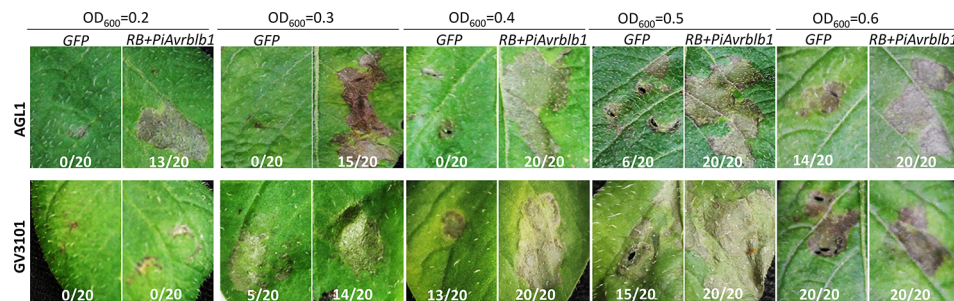 OD600=0.2 OD600=0.3 OD600=0.4 OD600=0.5 OD600=0.6
GFP RB+PiAvrblb1 GFP GFP RB+PiAvrblb1 GFP RB+PiAvrblb1 GFP RB+PiAvrblb1
AGL1
0/20 13/20 0/20 15/20 0/20 20/20 6/20 20/20 14/20 20/20
GV3101
0/20 0/20 5/20 14/20 13/20 20/20 15/20 20/20 20/20 20/20